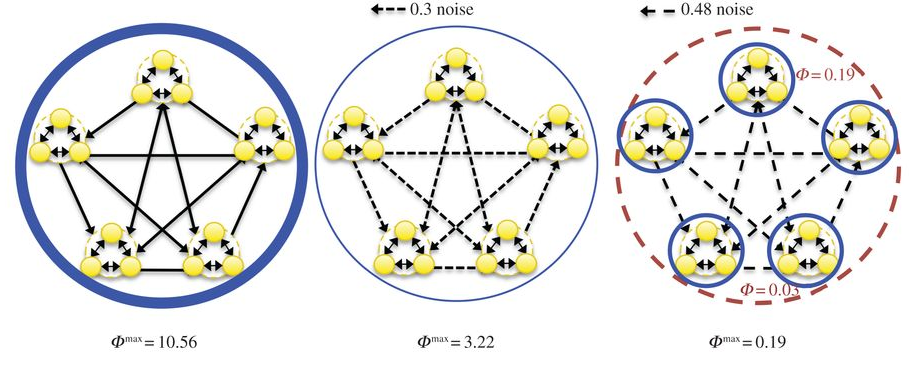 0.3 noise
0.48 noise
Φ=0.19
Φ=0.03
Φmax=10.56
Φmax=3.22
Φmax=0.19